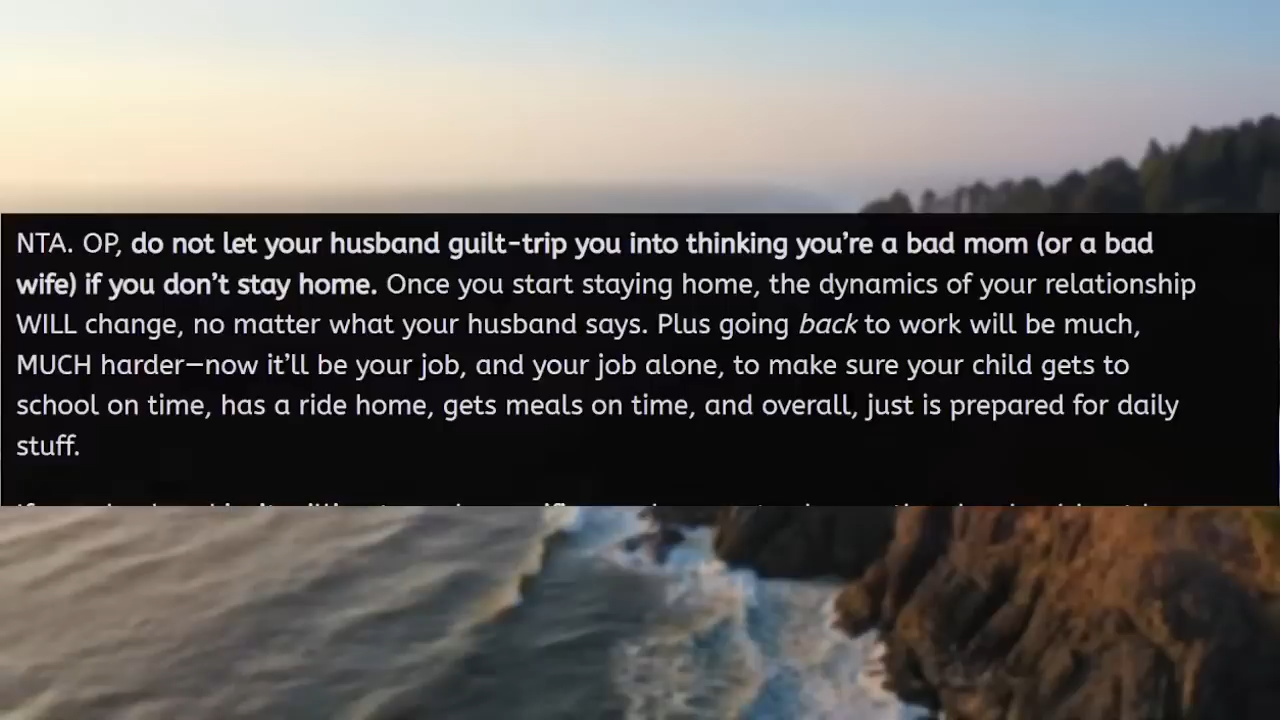 NTA. OP, do not let your husband guilt-trip you into thinking you’re a bad mom (or a bad
wife) if you don’t stay home. Once you start staying home, the dynamics of your relationship
WILL change, no matter what your husband says. Plus going back to work will be much,
MUCH harder—now it’ll be your job, and your job alone, to make sure your child gets to
school on time, has a ride home, gets meals on time, and overall, just is prepared for daily
stuff.